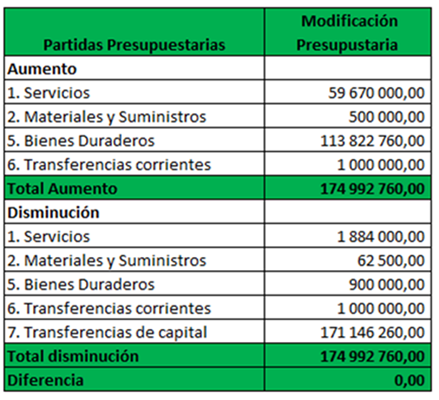 Partidas Presupuestarias Modificación Presupustaria
Aumento
1. Servicios 59 670 000,00
2. Materiales y Suministros 500 000,00
5. Bienes Duraderos 113 822 760,00
6. Transferencias corrientes 1 000 000,00
Total Aumento 174 992 760,00
Disminución
1. Servicios 1 884 000,00
2. Materiales y Suministros 62 500,00
5. Bienes Duraderos 900 000,00
6. Transferencias corrientes 1 000 000,00
7. Transferencias de capital 171 146 260,00
Total disminución 174 992 760,00
Diferencia 0,00